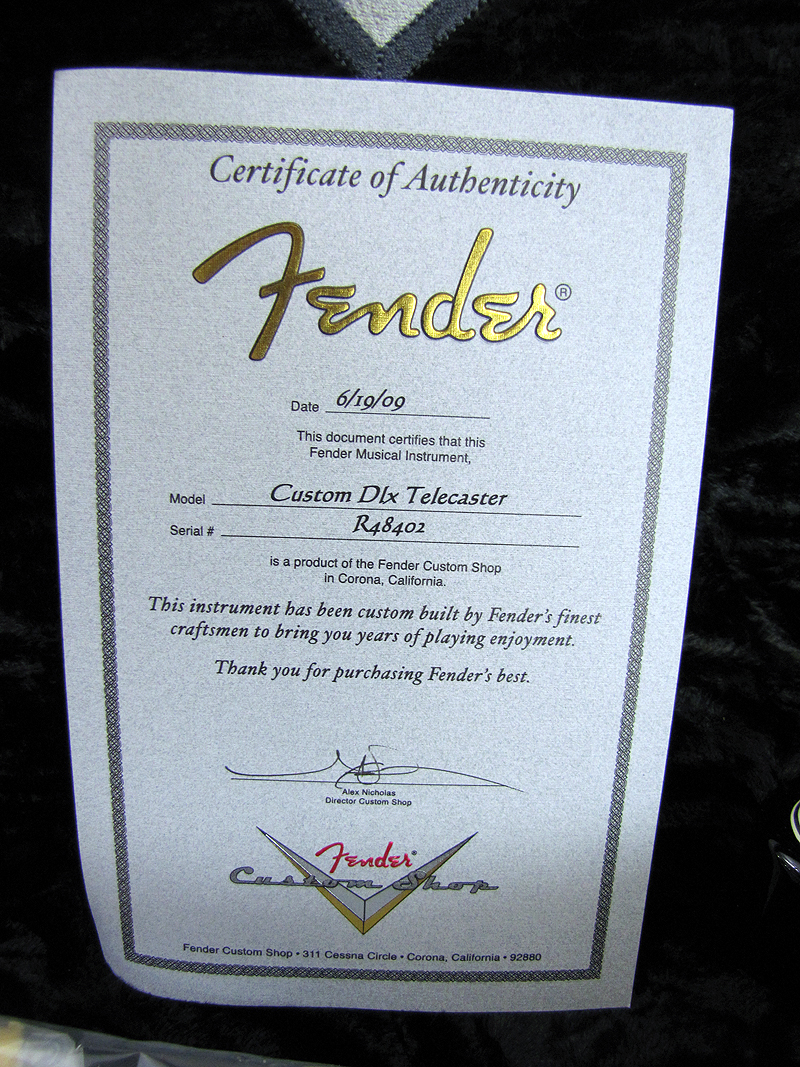 Certificate of Authenticity
Fender®
Date 6/19/09
This document certifies that this
Fender Musical Instrument,
Model Custom Dlx Telecaster
Serial # R48402
is a product of the Fender Custom Shop
in Corona, California.
This instrument has been custom built by Fender's finest
craftsmen to bring you years of playing enjoyment.
Thank you for purchasing Fender's best.
Alex Nicholas
Director Custom Shop
Fender®
Custom Shop
Fender Custom Shop • 311 Cessna Circle • Corona, California • 92880